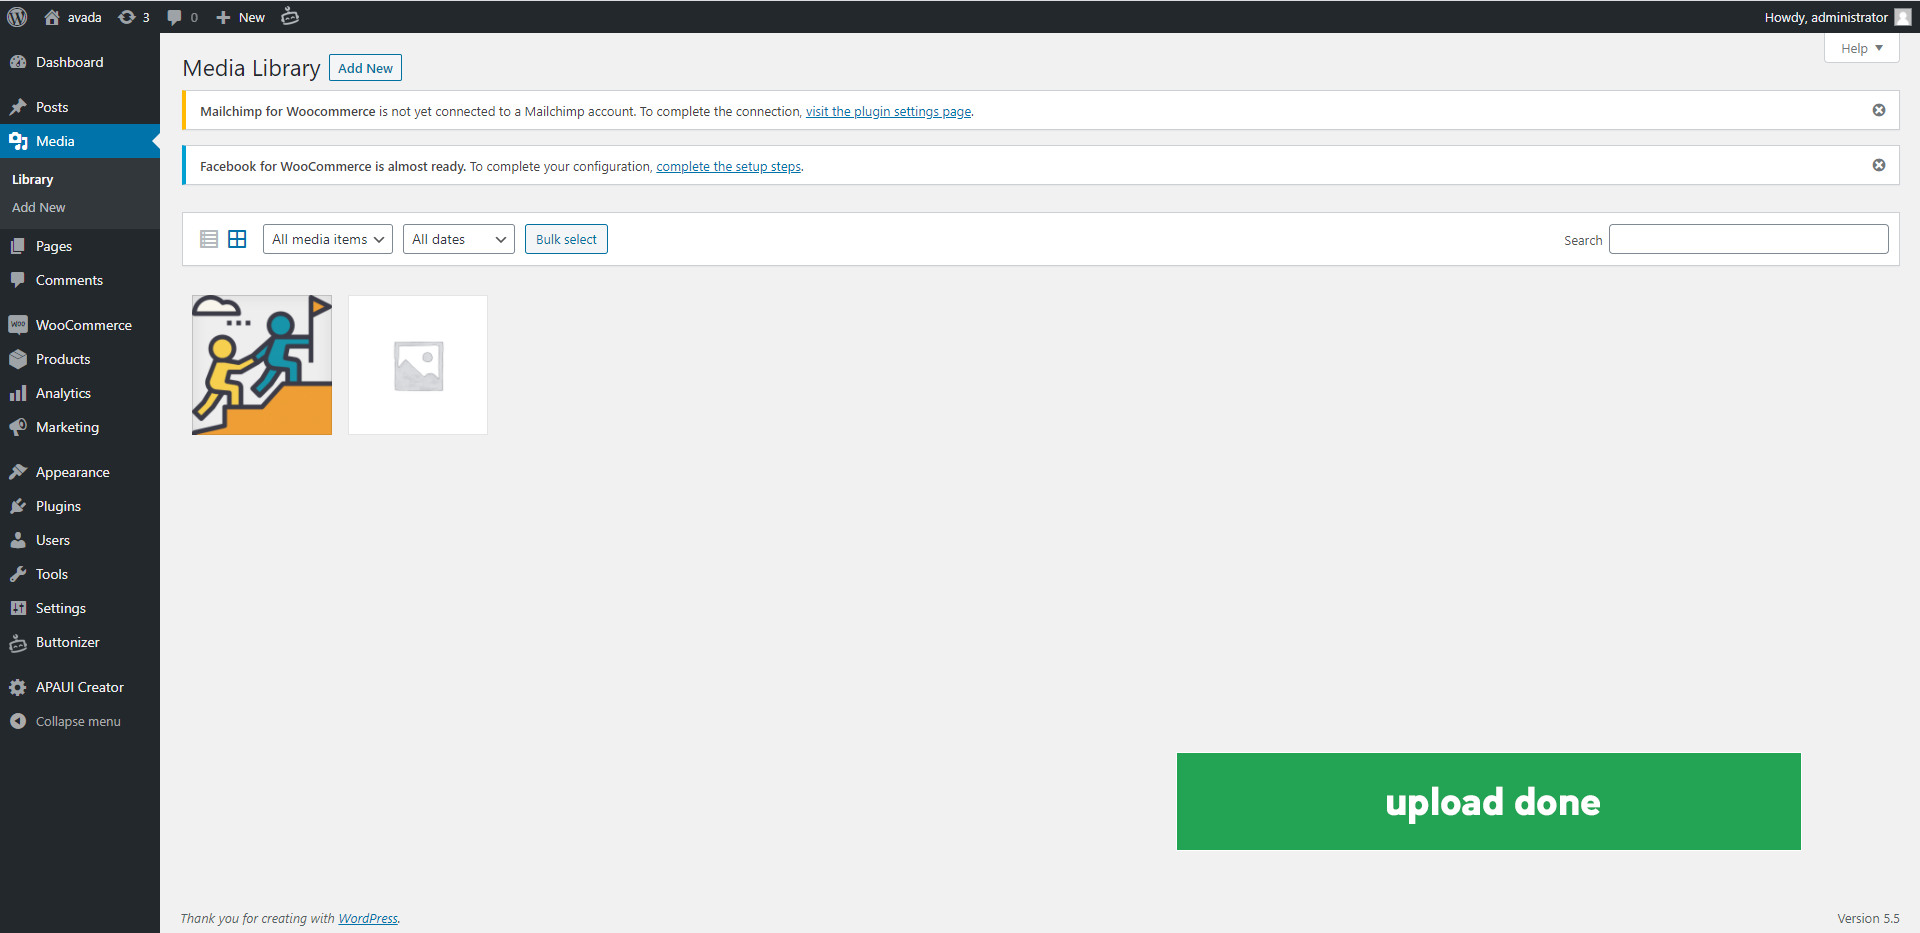 avada 3 0 New Howdy, administrator
Help
Dashboard
Posts
Media
Library
Add New
Pages
Comments
WooCommerce
Products
Analytics
Marketing
Appearance
Plugins
Users
Tools
Settings
Buttonizer
APAUI Creator
Collapse menu
Media Library Add New
Mailchimp for Woocommerce is not yet connected to a Mailchimp account. To complete the connection, visit the plugin settings page.
Facebook for WooCommerce is almost ready. To complete your configuration, complete the setup steps.
All media items All dates Bulk select Search
upload done
Thank you for creating with WordPress. Version 5.5